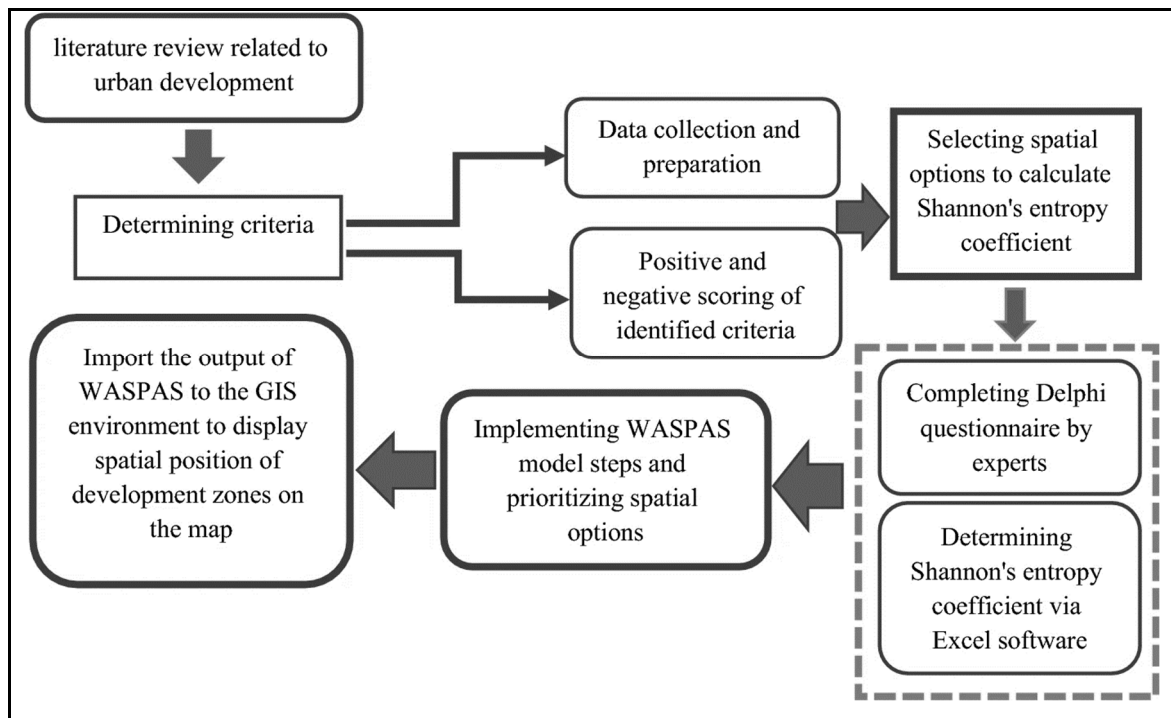 literature review related to
urban development
Determining criteria
Data collection and
preparation
Positive and
negative scoring of
identified criteria
Selecting spatial
options to calculate
Shannon's entropy
coefficient
Completing Delphi
questionnaire by
experts
Determining
Shannon's entropy
coefficient via
Excel software
Implementing WASPAS
model steps and
prioritizing spatial
options
Import the output of
WASPAS to the GIS
environment to display
spatial position of
development zones on
the map